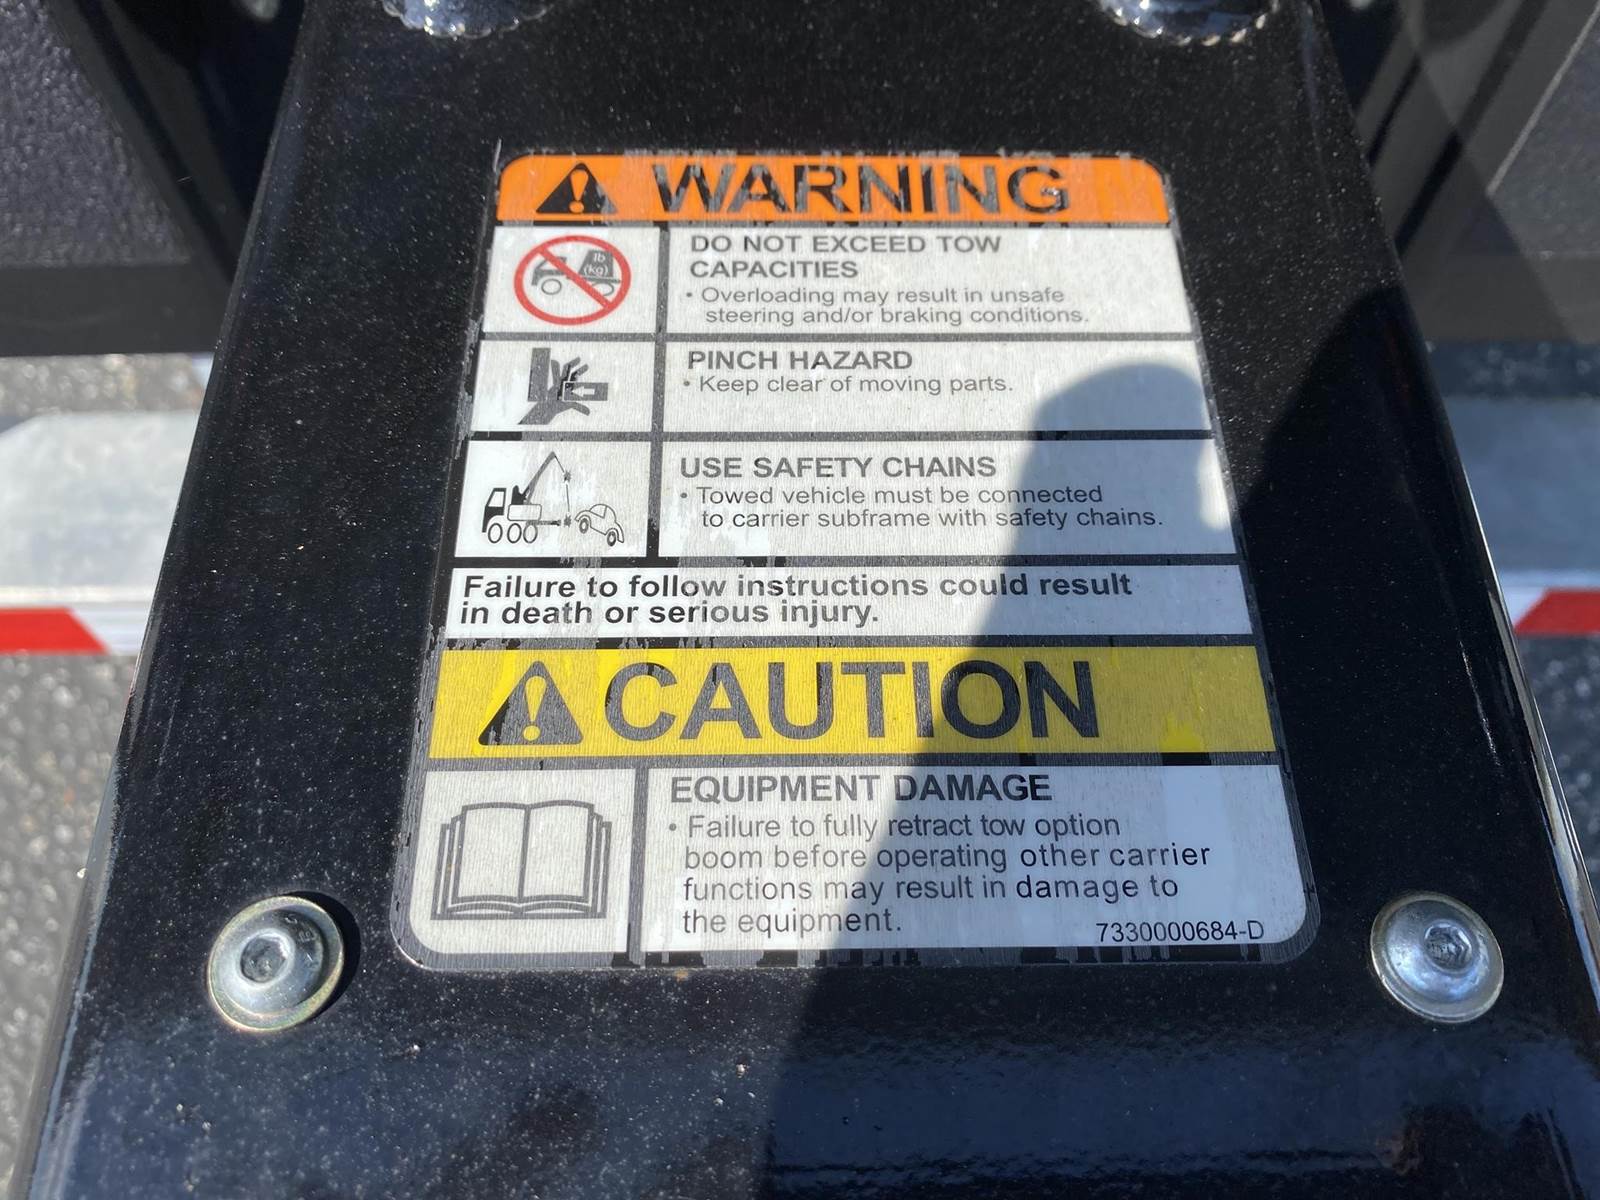 WARNING
lb
(kg)
DO NOT EXCEED TOW
CAPACITIES
• Overloading may result in unsafe
steering and/or braking conditions.
PINCH HAZARD
• Keep clear of moving parts.
USE SAFETY CHAINS
• Towed vehicle must be connected
to carrier subframe with safety chains.
Failure to follow instructions could result
in death or serious injury.
CAUTION
EQUIPMENT DAMAGE
• Failure to fully retract tow option
boom before operating other carrier
functions may result in damage to
the equipment.
7330000684-D